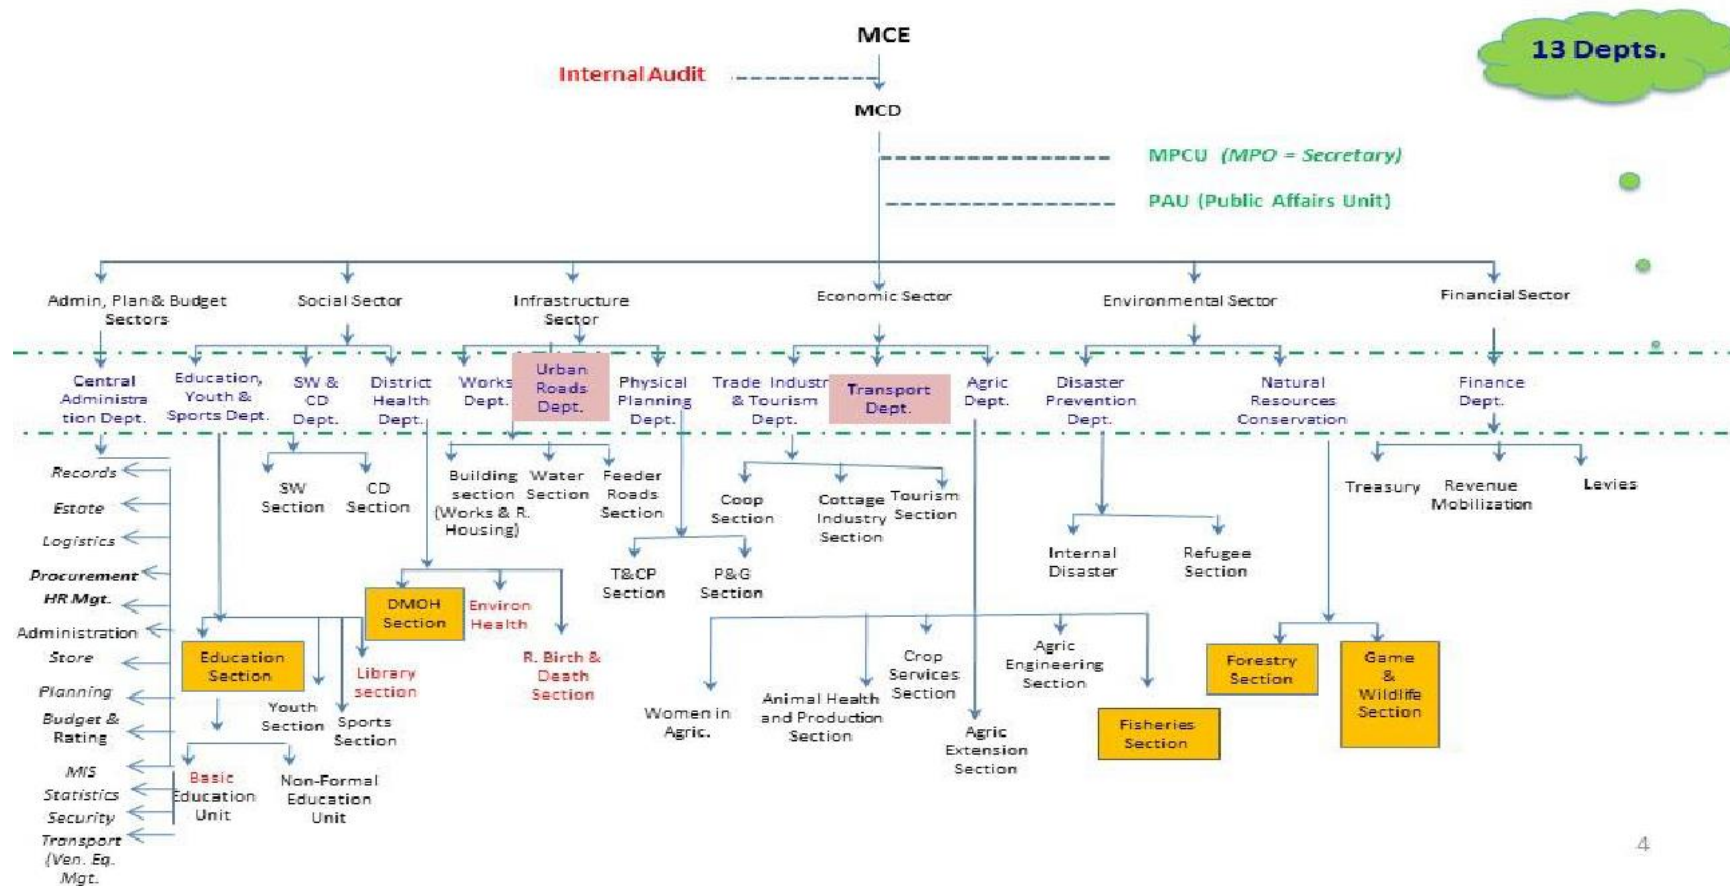 MCE
13 Depts.
Internal Audit
MCD
MPCU (MPO = Secretary)
PAU (Public Affairs Unit)
Admin, Plan & Budget
Sectors
Social Sector
Infrastructure
Sector
Economic Sector
Environmental Sector
Financial Sector
Central
Administra
tion Dept.
Education,
Youth &
Sports Dept.
SW &
CD
Dept.
District
Health
Dept.
Works
Dept.
Urban
Roads
Dept.
Physical
Planning
Dept.
Trade Industr
& Tourism
Dept.
Transport
Dept.
Agric
Dept.
Disaster
Prevention
Dept.
Natural
Resources
Conservation
Finance
Dept.
Records
Estate
Logistics
Procurement
HR Mgt.
Administration
Store
Planning
Budget &
Rating
MIS
Statistics
Security
Transport
(Ven. Eq.
Mgt.
SW
Section
CD
Section
Building
section
(Works & R.
Housing)
Water
Section
Feeder
Roads
Section
Coop
Section
Cottage
Industry
Section
Tourism
Section
Treasury
Revenue
Mobilization
Levies
T&CP
Section
P&G
Section
Internal
Disaster
Refugee
Section
DMOH
Section
Environ
Health
R. Birth &
Death
Section
Education
Section
Youth
Section
Sports
Section
Library
section
Basic
Education
Unit
Non-Formal
Education
Unit
Women in
Agric.
Animal Health
and Production
Section
Crop
Services
Section
Agric
Extension
Section
Agric
Engineering
Section
Fisheries
Section
Forestry
Section
Game
&
Wildlife
Section
4